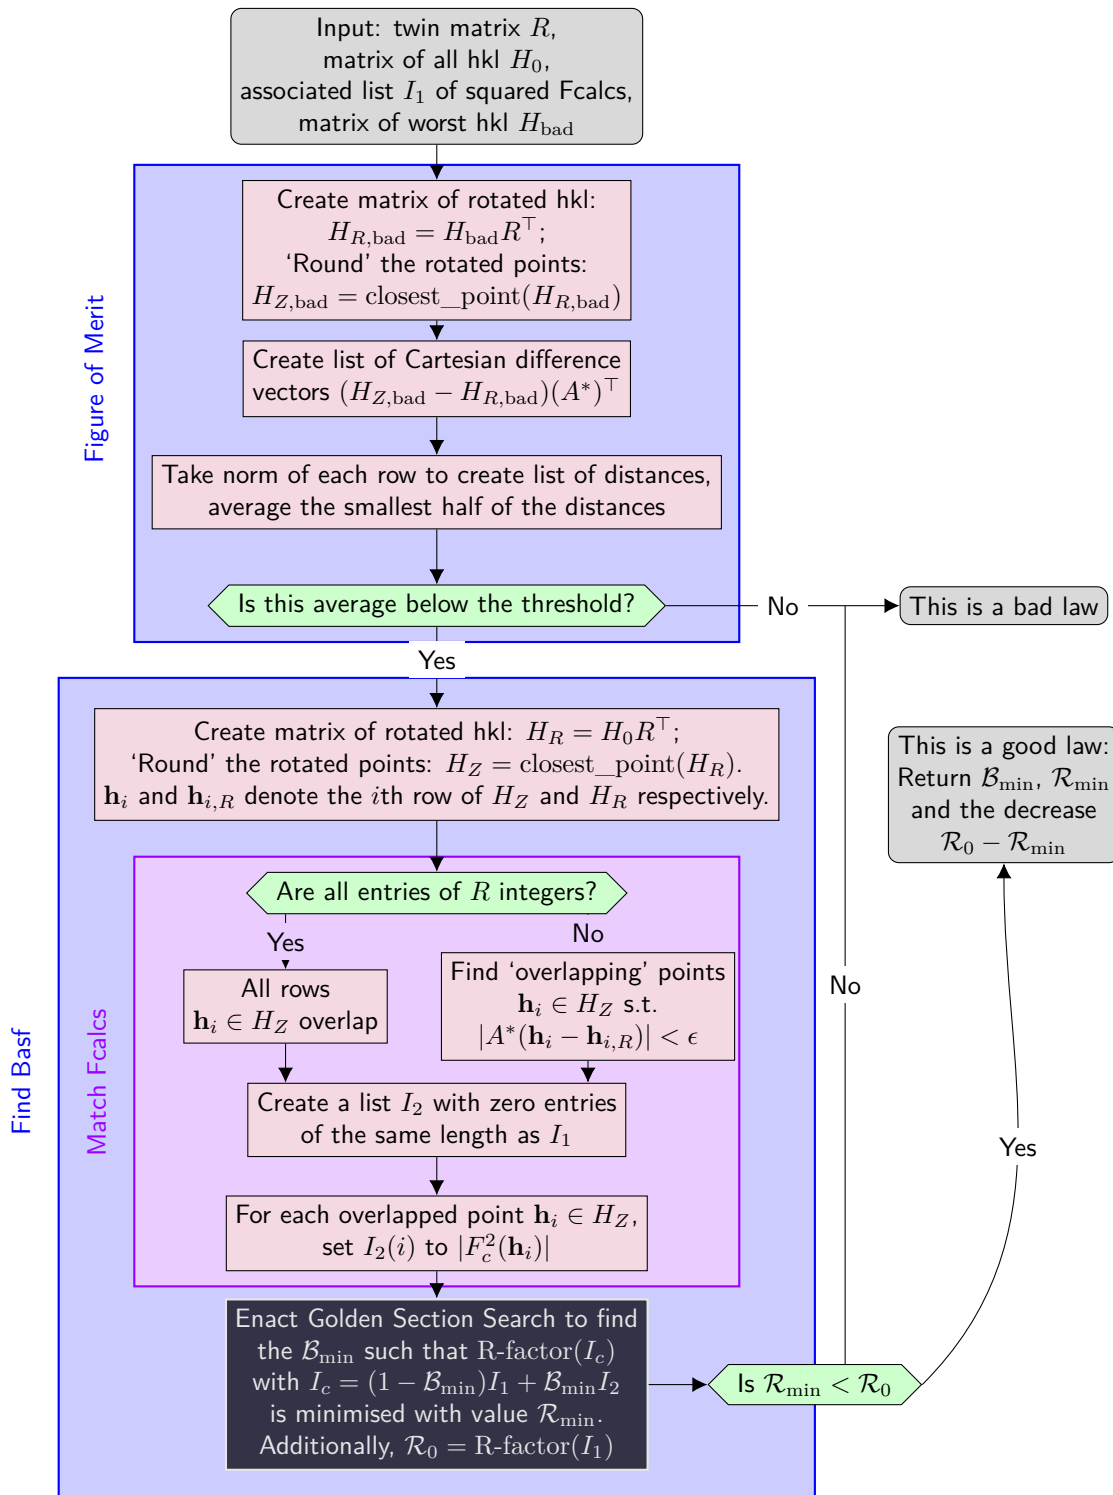 Input: twin matrix R,
matrix of all hkl H₀,
associated list I₁ of squared Fcalcs,
matrix of worst hkl H_bad
Figure of Merit
Create matrix of rotated hkl:
H_{R,bad} = H_bad R^⊤;
‘Round’ the rotated points:
H_{Z,bad} = closest_point(H_{R,bad})
Create list of Cartesian difference
vectors (H_{Z,bad} − H_{R,bad})(A*)^⊤
Take norm of each row to create list of distances,
average the smallest half of the distances
Is this average below the threshold?
No
This is a bad law
Yes
Find Basf
Create matrix of rotated hkl: H_R = H₀R^⊤;
‘Round’ the rotated points: H_Z = closest_point(H_R).
𝐡_i and 𝐡_{i,R} denote the ith row of H_Z and H_R respectively.
This is a good law:
Return ℬ_min, ℛ_min
and the decrease
ℛ₀ − ℛ_min
Match Fcalcs
Are all entries of R integers?
Yes
No
All rows
𝐡_i ∈ H_Z overlap
Find ‘overlapping’ points
𝐡_i ∈ H_Z s.t.
|A*(𝐡_i − 𝐡_{i,R})| < ϵ
No
Create a list I₂ with zero entries
of the same length as I₁
Yes
For each overlapped point 𝐡_i ∈ H_Z,
set I₂(i) to |F_c²(𝐡_i)|
Enact Golden Section Search to find
the ℬ_min such that R-factor(I_c)
with I_c = (1 − ℬ_min)I₁ + ℬ_min I₂
is minimised with value ℛ_min.
Additionally, ℛ₀ = R-factor(I₁)
Is ℛ_min < ℛ₀